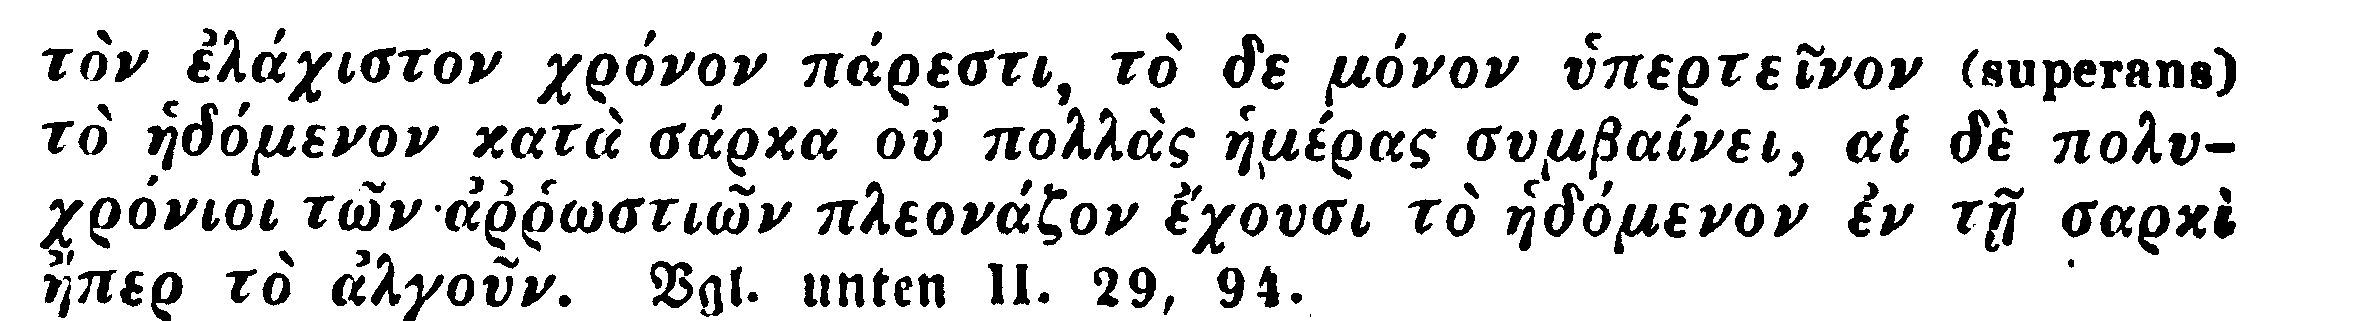 τὸν ἐλάχιστον χρόνον πάρεστι, τὸ δε μόνον ὑπερτεῖνον (superans)
τὸ ἡδόμενον κατὰ σάρκα οὐ πολλὰς ἡμέρας συμβαίνει, αἱ δὲ πολυ-
χρόνιοι τῶν ἀῤῥωστιῶν πλεονάζον ἔχουσι τὸ ἡδόμενον ἐν τῇ σαρκὶ
ἤπερ τὸ ἀλγοῦν. Vgl. unten II. 29, 94.